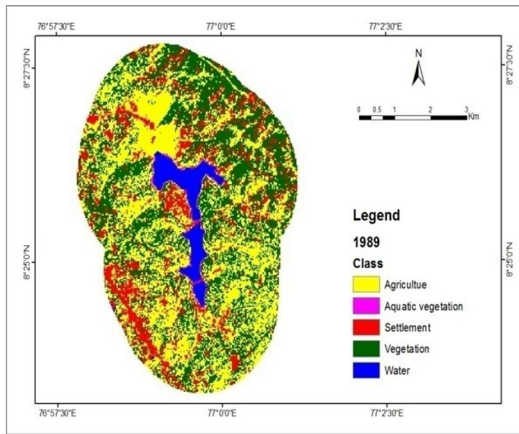 76°57'30"E 77°0'0"E 77°2'30"E
8°27'30"N 8°27'30"N
N
0 0.5 1 2 3
Km
Legend
1989
Class
Agricultue
Aquatic vegetation
Settlement
Vegetation
Water
8°25'0"N 8°25'0"N
76°57'30"E 77°0'0"E 77°2'30"E